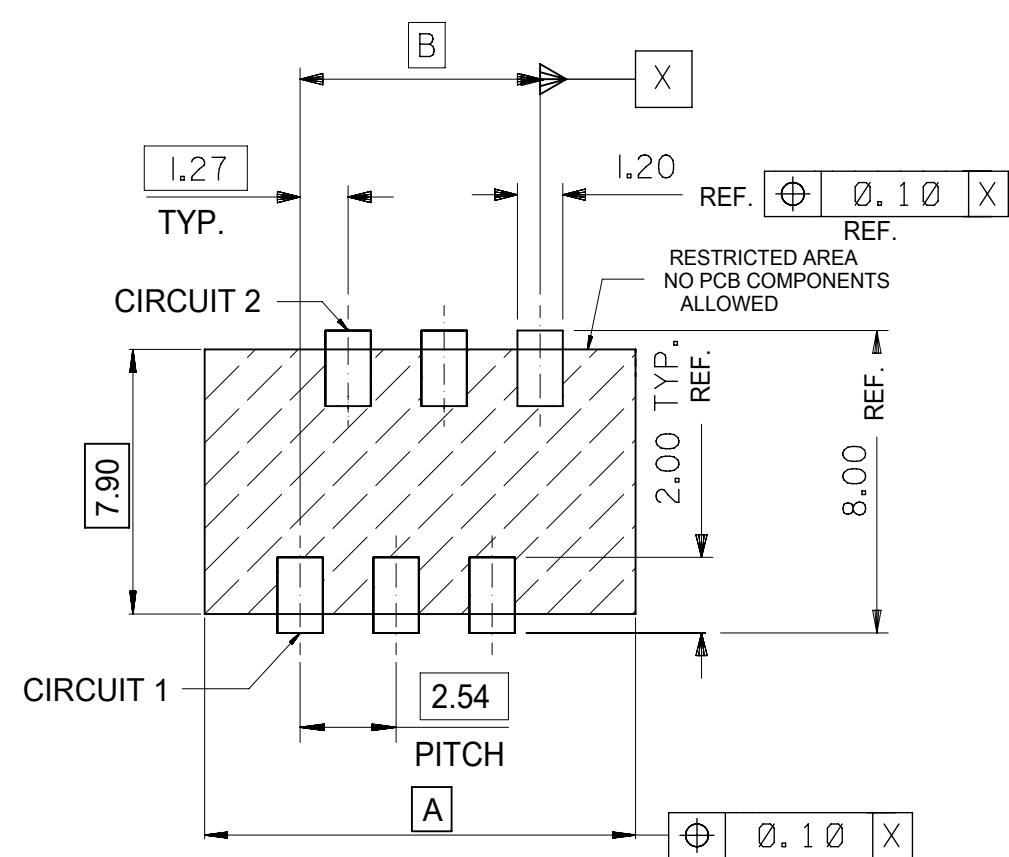 B
X
1.27
TYP.
1.20
REF.
⌖ Ø.10 X
REF.
RESTRICTED AREA
NO PCB COMPONENTS
ALLOWED
CIRCUIT 2
2.00 TYP.
REF.
8.00 REF.
7.90
CIRCUIT 1
2.54
PITCH
A
⌖ Ø.10 X